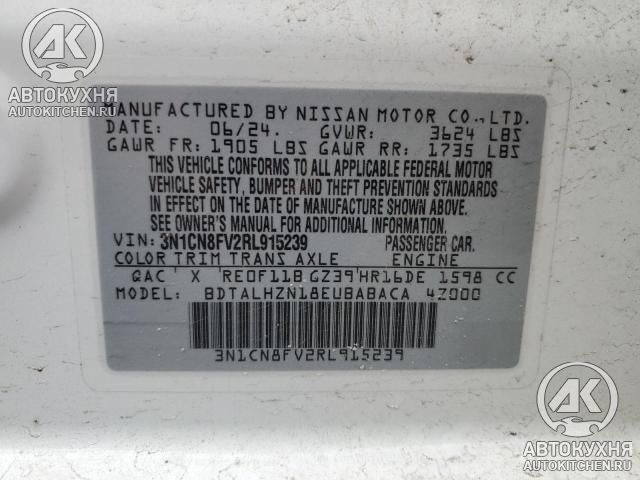 АК
АВТОКУХНЯ
AUTOKITCHEN.RU
MANUFACTURED BY NISSAN MOTOR CO., LTD.
DATE: 06/24. GVWR: 3624 LBS
GAWR FR: 1905 LBS GAWR RR: 1735 LBS
THIS VEHICLE CONFORMS TO ALL APPLICABLE FEDERAL MOTOR
VEHICLE SAFETY, BUMPER AND THEFT PREVENTION STANDARDS
IN EFFECT ON THE DATE OF MANUFACTURE SHOWN ABOVE.
SEE OWNER'S MANUAL FOR ADDITIONAL INFORMATION.
VIN: 3N1CN8FV2RL915239 PASSENGER CAR.
COLOR TRIM TRANS AXLE ENGINE
QAC X RE0F11B GZ39 HR16DE 1598 CC
MODEL: BDTALHZN18EUBABACA 4Z000
3N1CN8FV2RL915239
АК
АВТОКУХНЯ
AUTOKITCHEN.RU